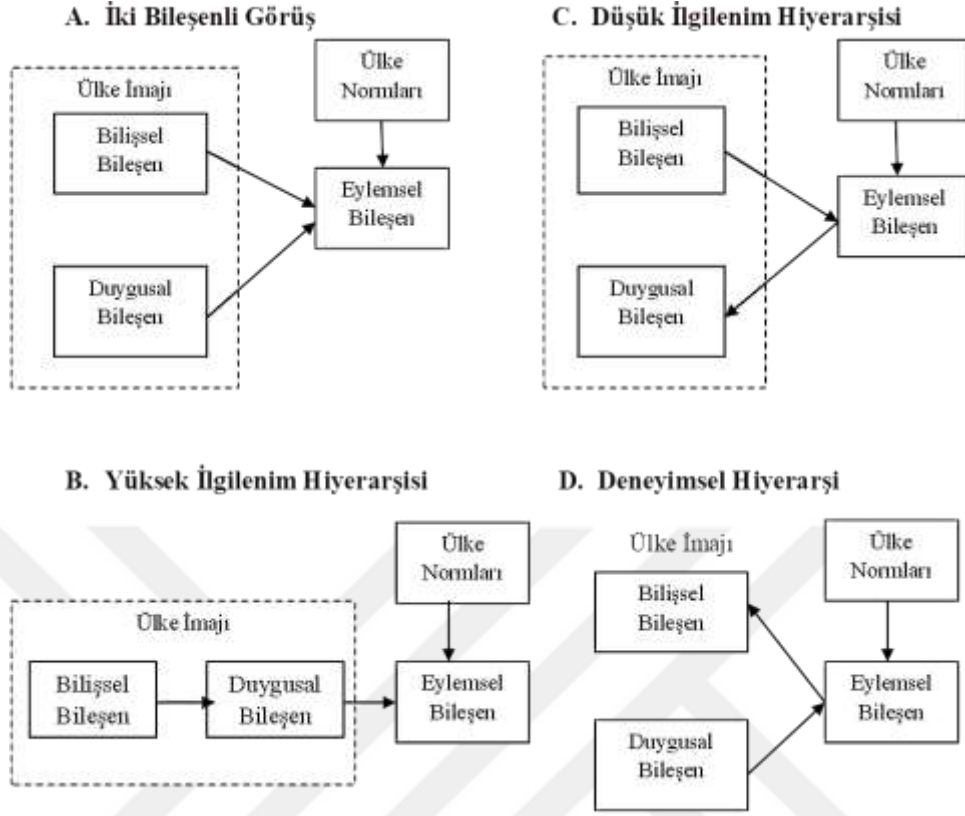 A. İki Bileşenli Görüş
Ülke
Normları
Ülke İmajı
Bilişsel
Bileşen
Eylemsel
Bileşen
Duygusal
Bileşen
C. Düşük İlgilenim Hiyerarşisi
Ülke
Normları
Ülke İmajı
Bilişsel
Bileşen
Eylemsel
Bileşen
Duygusal
Bileşen
B. Yüksek İlgilenim Hiyerarşisi
Ülke
Normları
Ülke İmajı
Bilişsel
Bileşen
Duygusal
Bileşen
Eylemsel
Bileşen
D. Deneyimsel Hiyerarşi
Ülke
Normları
Ülke İmajı
Bilişsel
Bileşen
Eylemsel
Bileşen
Duygusal
Bileşen